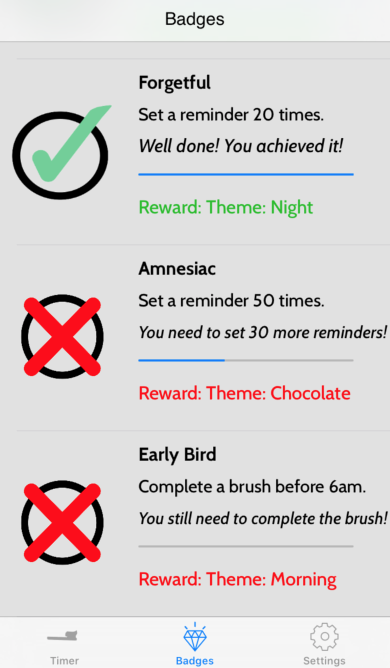 Badges
Forgetful
Set a reminder 20 times.
Well done! You achieved it!
Reward: Theme: Night
Amnesiac
Set a reminder 50 times.
You need to set 30 more reminders!
Reward: Theme: Chocolate
Early Bird
Complete a brush before 6am.
You still need to complete the brush!
Reward: Theme: Morning
Timer
Badges
Settings